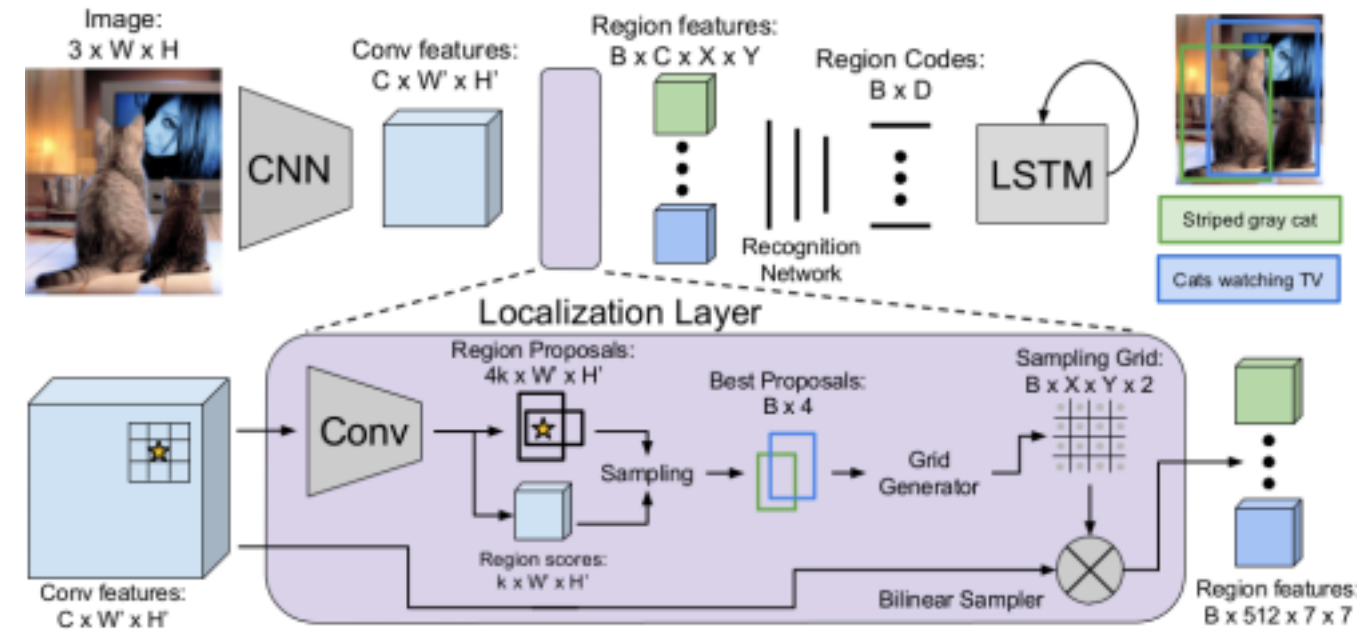 Image:
3 x W x H
Conv features:
C x W' x H'
Region features:
B x C x X x Y
Region Codes:
B x D
CNN
LSTM
Recognition
Network
Striped gray cat
Cats watching TV
Localization Layer
Region Proposals:
4k x W' x H'
Conv
Sampling
Region scores:
k x W' x H'
Best Proposals:
B x 4
Grid
Generator
Sampling Grid:
B x X x Y x 2
Bilinear Sampler
Conv features:
C x W' x H'
Region features:
B x 512 x 7 x 7